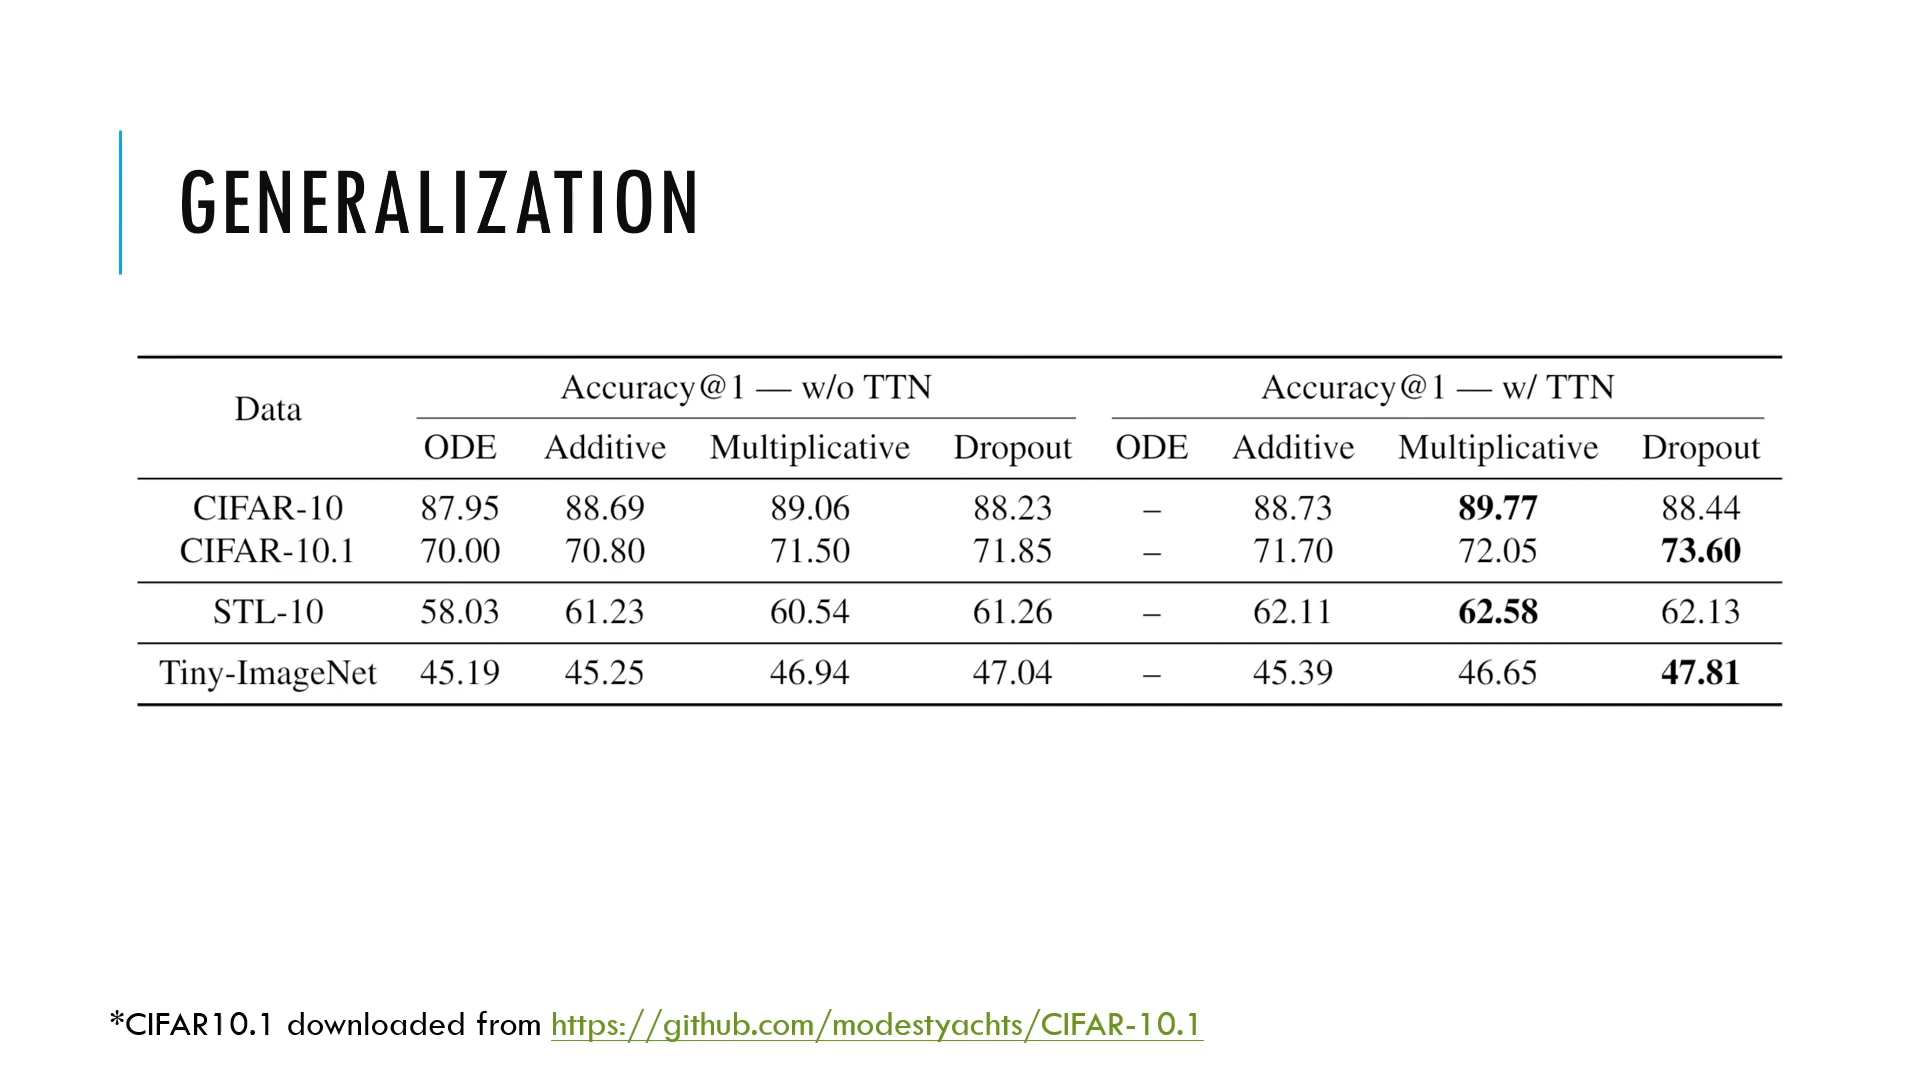 GENERALIZATION
Data Accuracy@1 — w/o TTN Accuracy@1 — w/ TTN
ODE Additive Multiplicative Dropout ODE Additive Multiplicative Dropout
CIFAR-10 87.95 88.69 89.06 88.23 – 88.73 89.77 88.44
CIFAR-10.1 70.00 70.80 71.50 71.85 – 71.70 72.05 73.60
STL-10 58.03 61.23 60.54 61.26 – 62.11 62.58 62.13
Tiny-ImageNet 45.19 45.25 46.94 47.04 – 45.39 46.65 47.81
*CIFAR10.1 downloaded from https://github.com/modestyachts/CIFAR-10.1